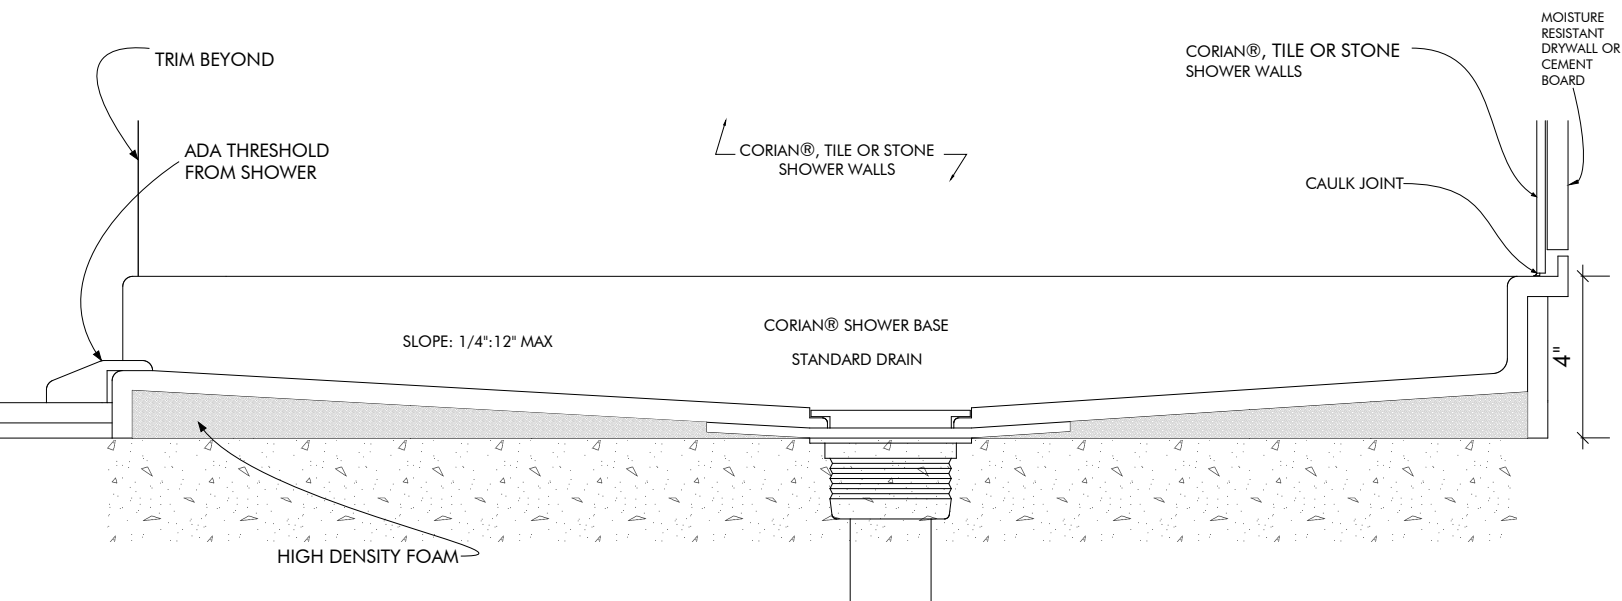 MOISTURE
RESISTANT
DRYWALL OR
CEMENT
BOARD
TRIM BEYOND
CORIAN®, TILE OR STONE
SHOWER WALLS
ADA THRESHOLD
FROM SHOWER
CORIAN®, TILE OR STONE
SHOWER WALLS
CAULK JOINT
CORIAN® SHOWER BASE
SLOPE: 1/4":12" MAX
STANDARD DRAIN
4"
HIGH DENSITY FOAM